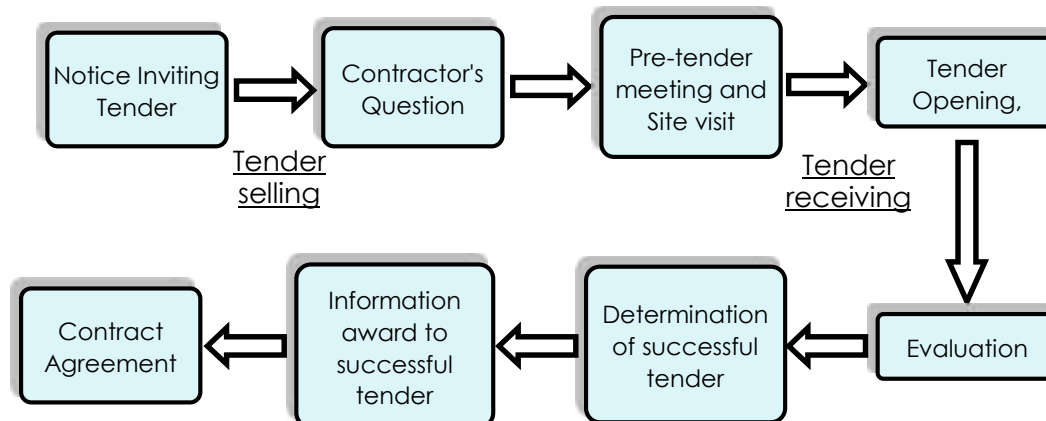 Notice Inviting
Tender
Contractor's
Question
Pre-tender
meeting and
Site visit
Tender
Opening,
Tender
selling
Tender
receiving
Contract
Agreement
Information
award to
successful
tender
Determination
of successful
tender
Evaluation